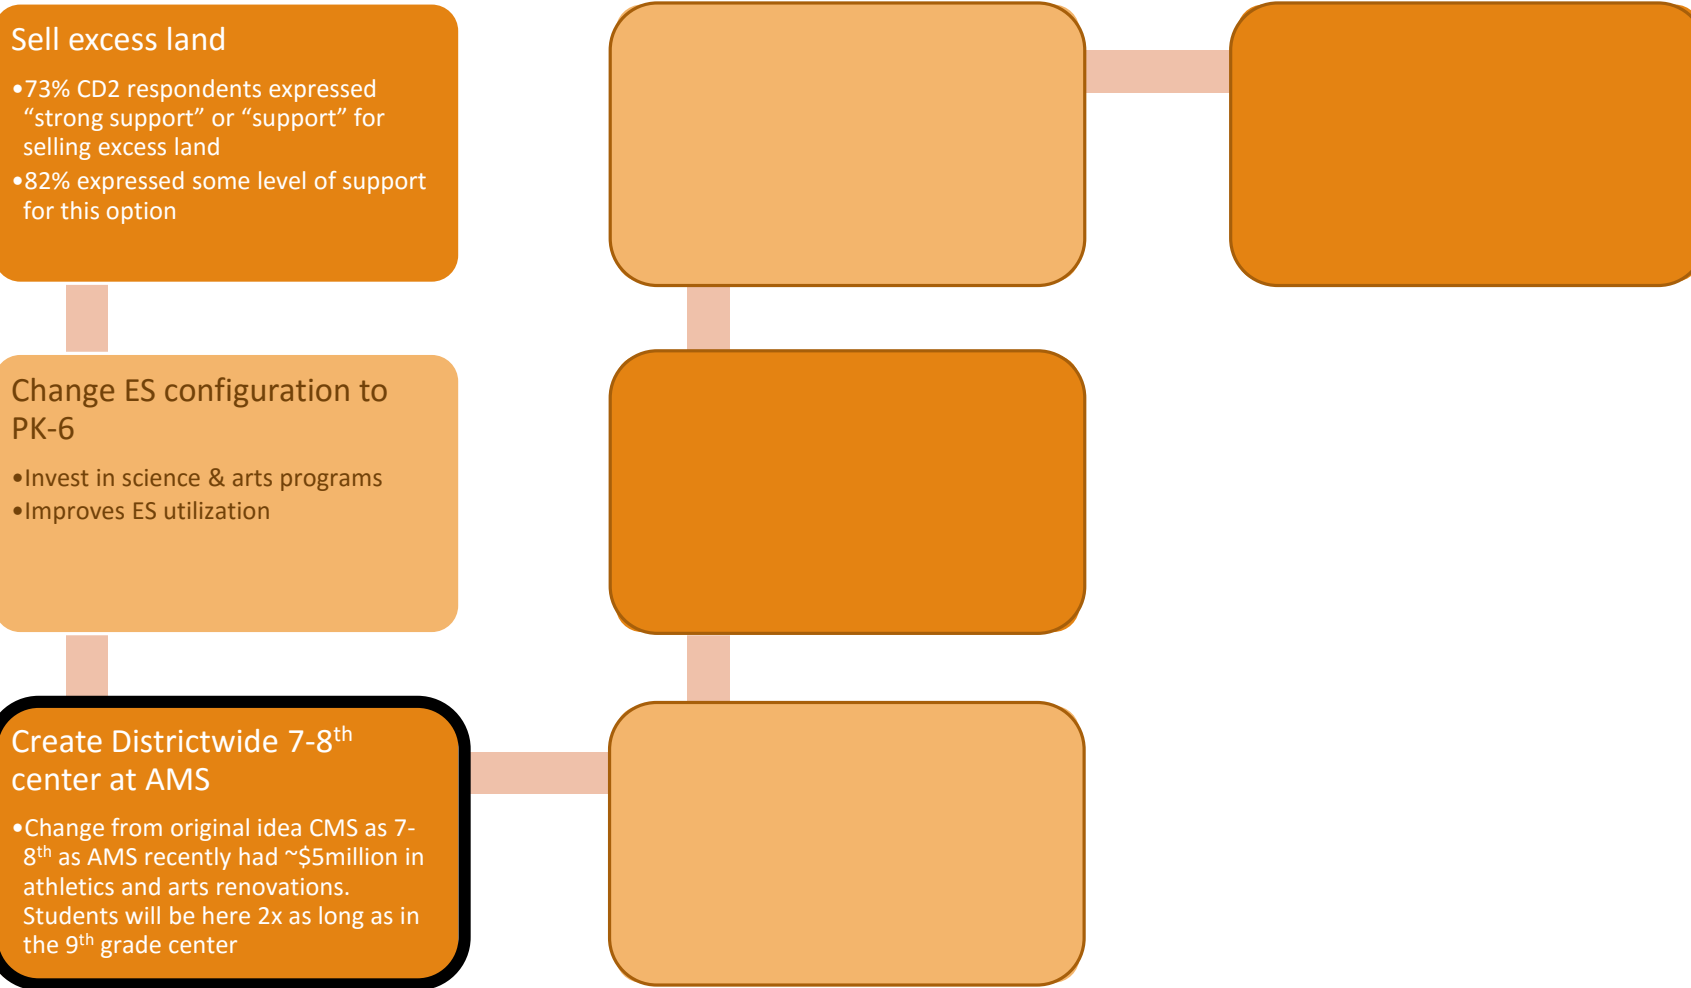 Sell excess land
•73% CD2 respondents expressed
“strong support” or “support” for
selling excess land
•82% expressed some level of support
for this option
Change ES configuration to
PK-6
•Invest in science & arts programs
•Improves ES utilization
Create Districtwide 7-8th
center at AMS
•Change from original idea CMS as 7-
8th as AMS recently had ~$5million in
athletics and arts renovations.
Students will be here 2x as long as in
the 9th grade center